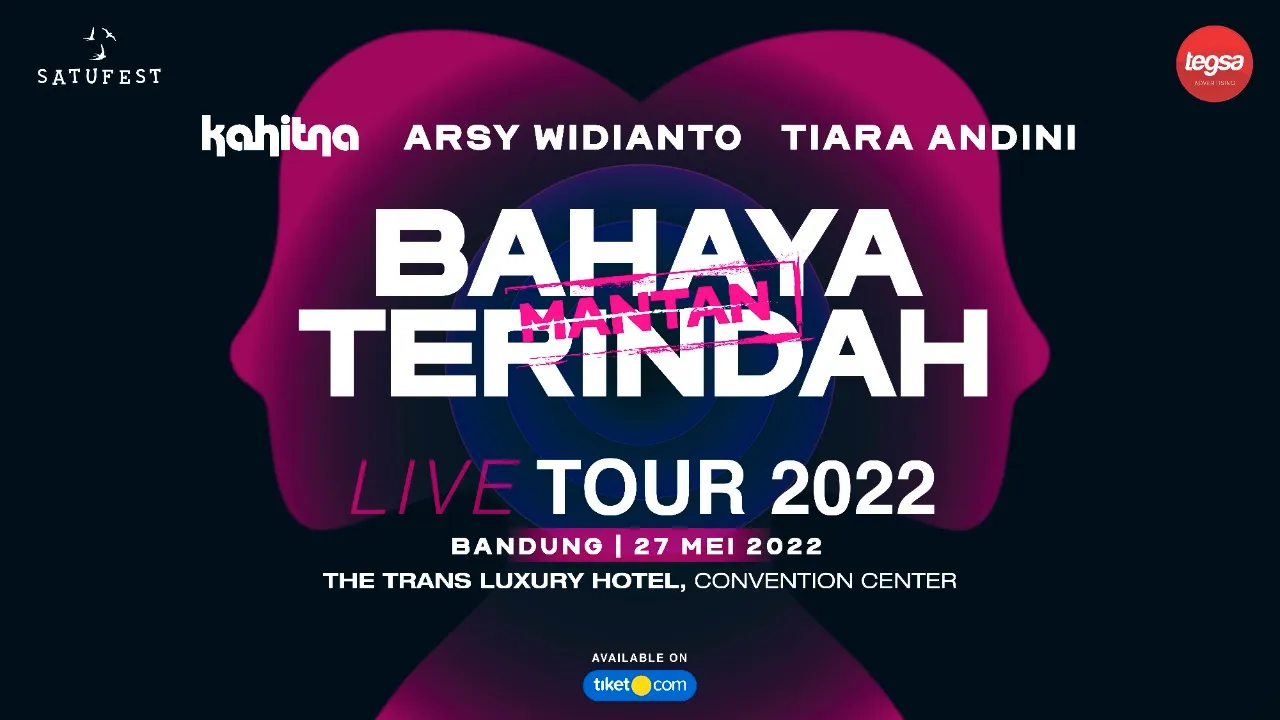 SATUFEST
tegsa
ADVERTISING
kahitna ARSY WIDIANTO TIARA ANDINI
BAHAYA
MANTAN
TERINDAH
LIVE TOUR 2022
BANDUNG | 27 MEI 2022
THE TRANS LUXURY HOTEL, CONVENTION CENTER
AVAILABLE ON
tiket.com